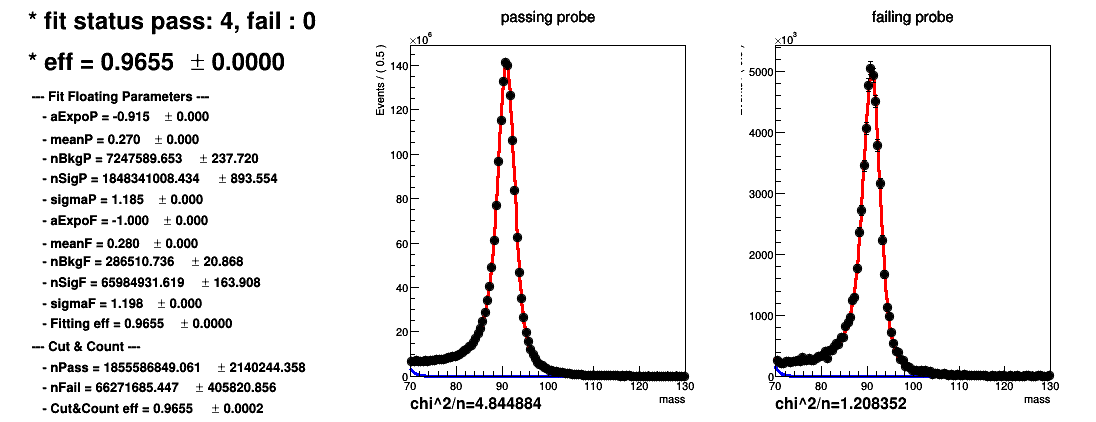 * fit status pass: 4, fail : 0
* eff = 0.9655 ± 0.0000
--- Fit Floating Parameters ---
- aExpoP = -0.915 ± 0.000
- meanP = 0.270 ± 0.000
- nBkgP = 7247589.653 ± 237.720
- nSigP = 1848341008.434 ± 893.554
- sigmaP = 1.185 ± 0.000
- aExpoF = -1.000 ± 0.000
- meanF = 0.280 ± 0.000
- nBkgF = 286510.736 ± 20.868
- nSigF = 65984931.619 ± 163.908
- sigmaF = 1.198 ± 0.000
- Fitting eff = 0.9655 ± 0.0000
--- Cut & Count ---
- nPass = 1855586849.061 ± 2140244.358
- nFail = 66271685.447 ± 405820.856
- Cut&Count eff = 0.9655 ± 0.0002
passing probe
×10⁶
Events / ( 0.5 )
140
120
100
80
60
40
20
0
70 80 90 100 110 120 130
mass
chi^2/n=4.844884
failing probe
×10³
5000
4000
3000
2000
1000
0
70 80 90 100 110 120 130
mass
chi^2/n=1.208352